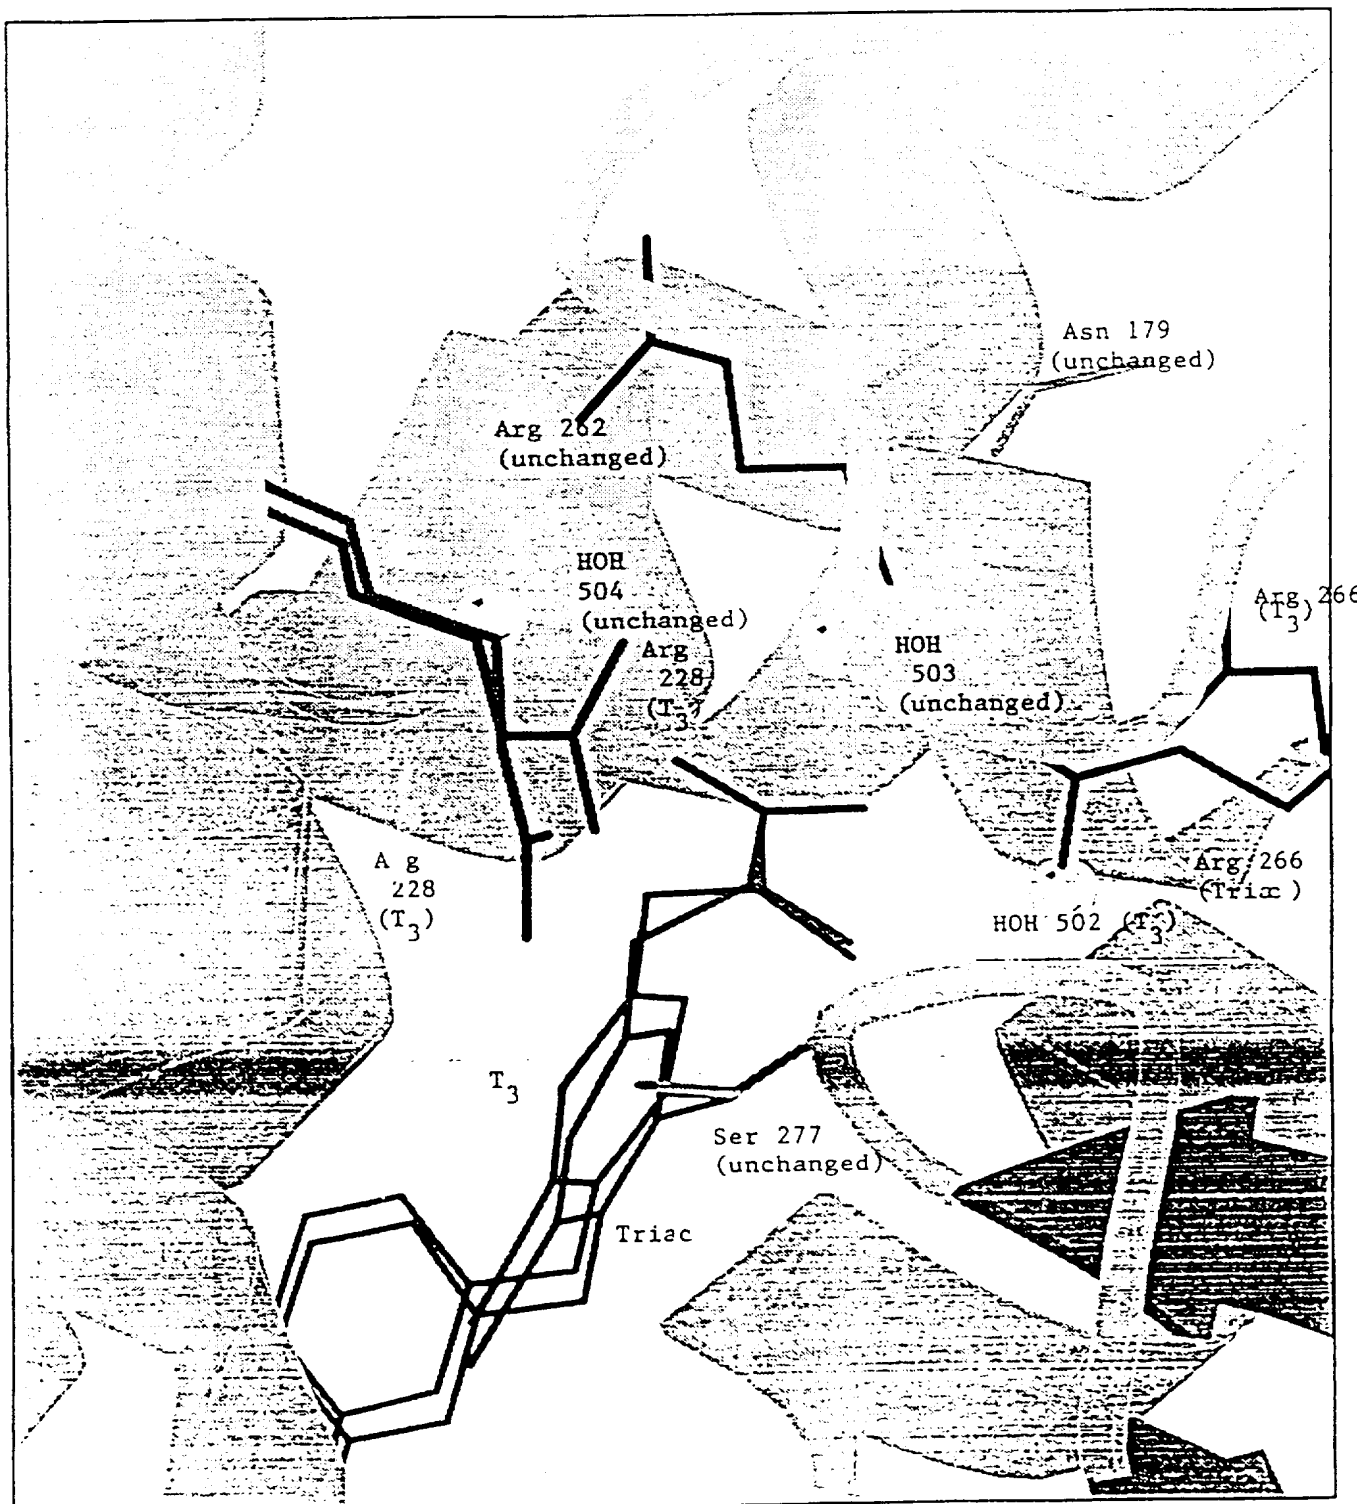 Asn 179
(unchanged)
Arg 262
(unchanged)
HOH
504
(unchanged)
Arg
228
(T3)
HOH
503
(unchanged)
Arg 266
(T3)
A g
228
(T3)
Arg 266
(Triac)
HOH 502 (T3)
T3
Ser 277
(unchanged)
Triac